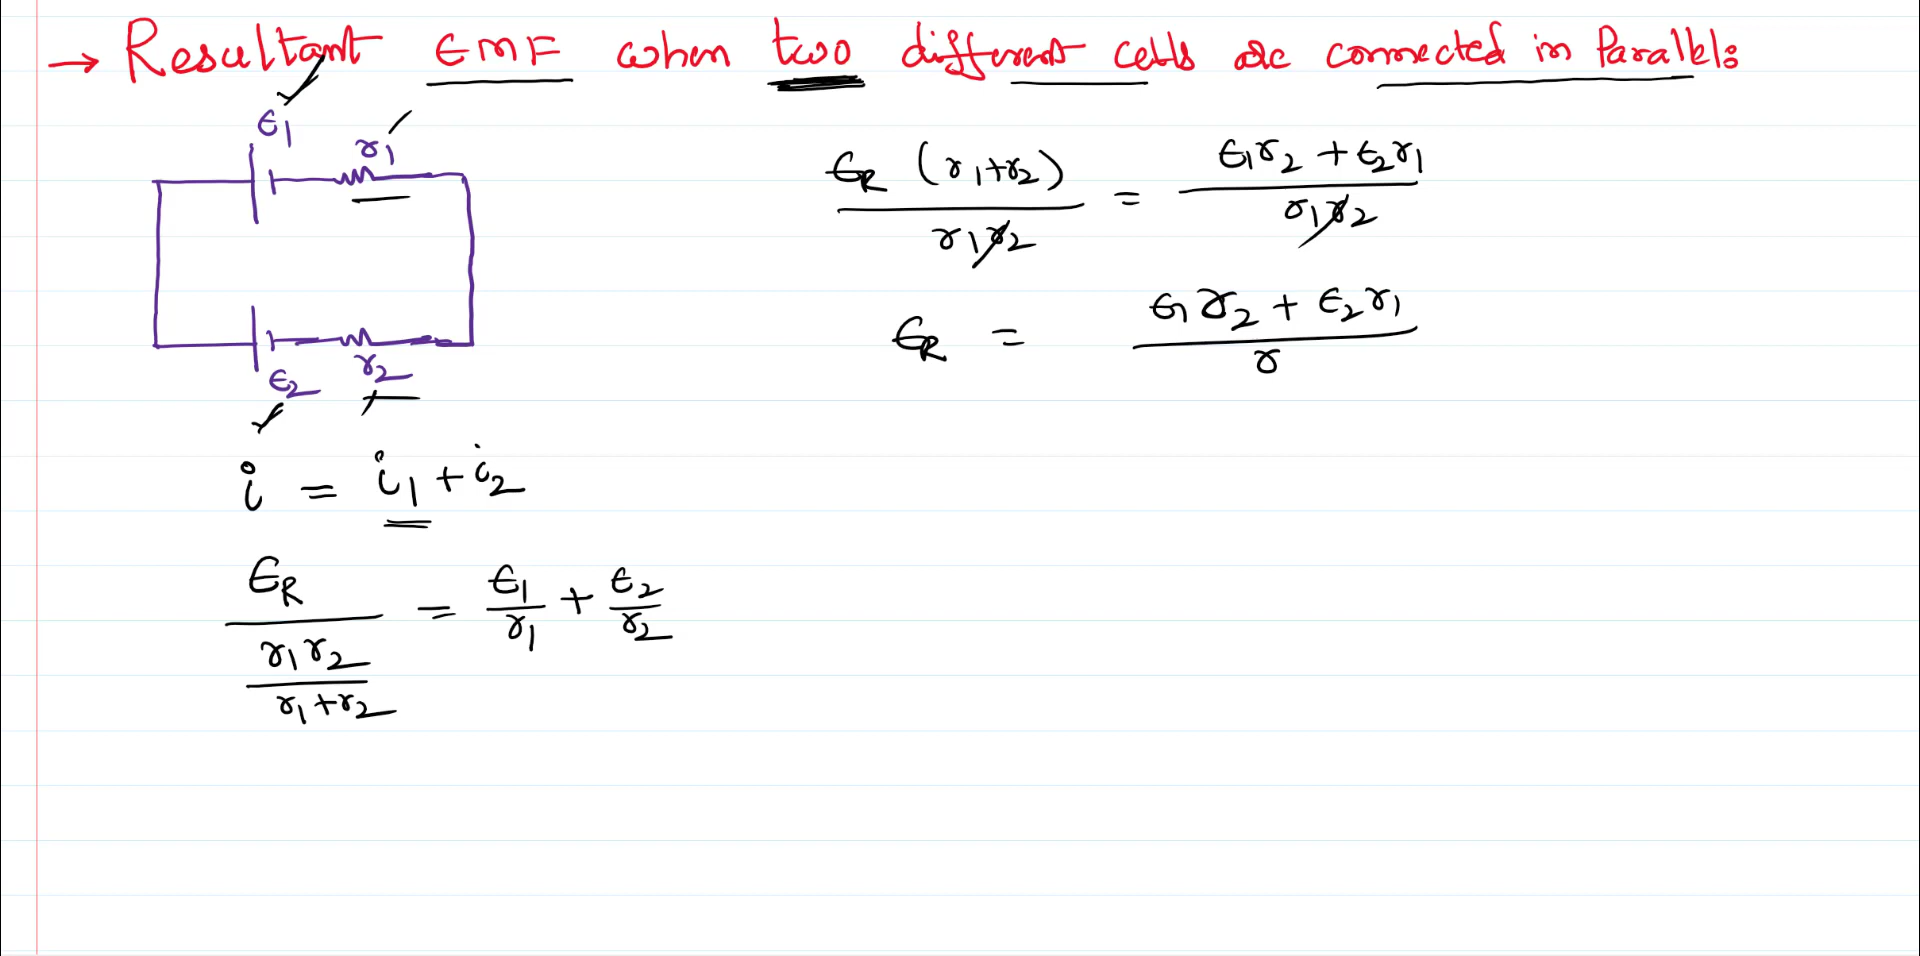 → Resultant EMF when two different cells are connected in Parallel:
ϵ1
r1
r2
ϵ2
i = i1 + i2
ϵR / (r1r2 / (r1+r2)) = ϵ1/r1 + ϵ2/r2
ϵR (r1+r2) / r1r2 = (ϵ1r2 + ϵ2r1) / r1r2
ϵR = (ϵ1r2 + ϵ2r1) / r